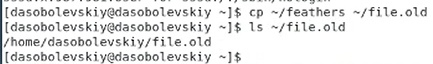 [dasobolevskiy@dasobolevskiy ~]$ cp ~/feathers ~/file.old
[dasobolevskiy@dasobolevskiy ~]$ ls ~/file.old
/home/dasobolevskiy/file.old
[dasobolevskiy@dasobolevskiy ~]$